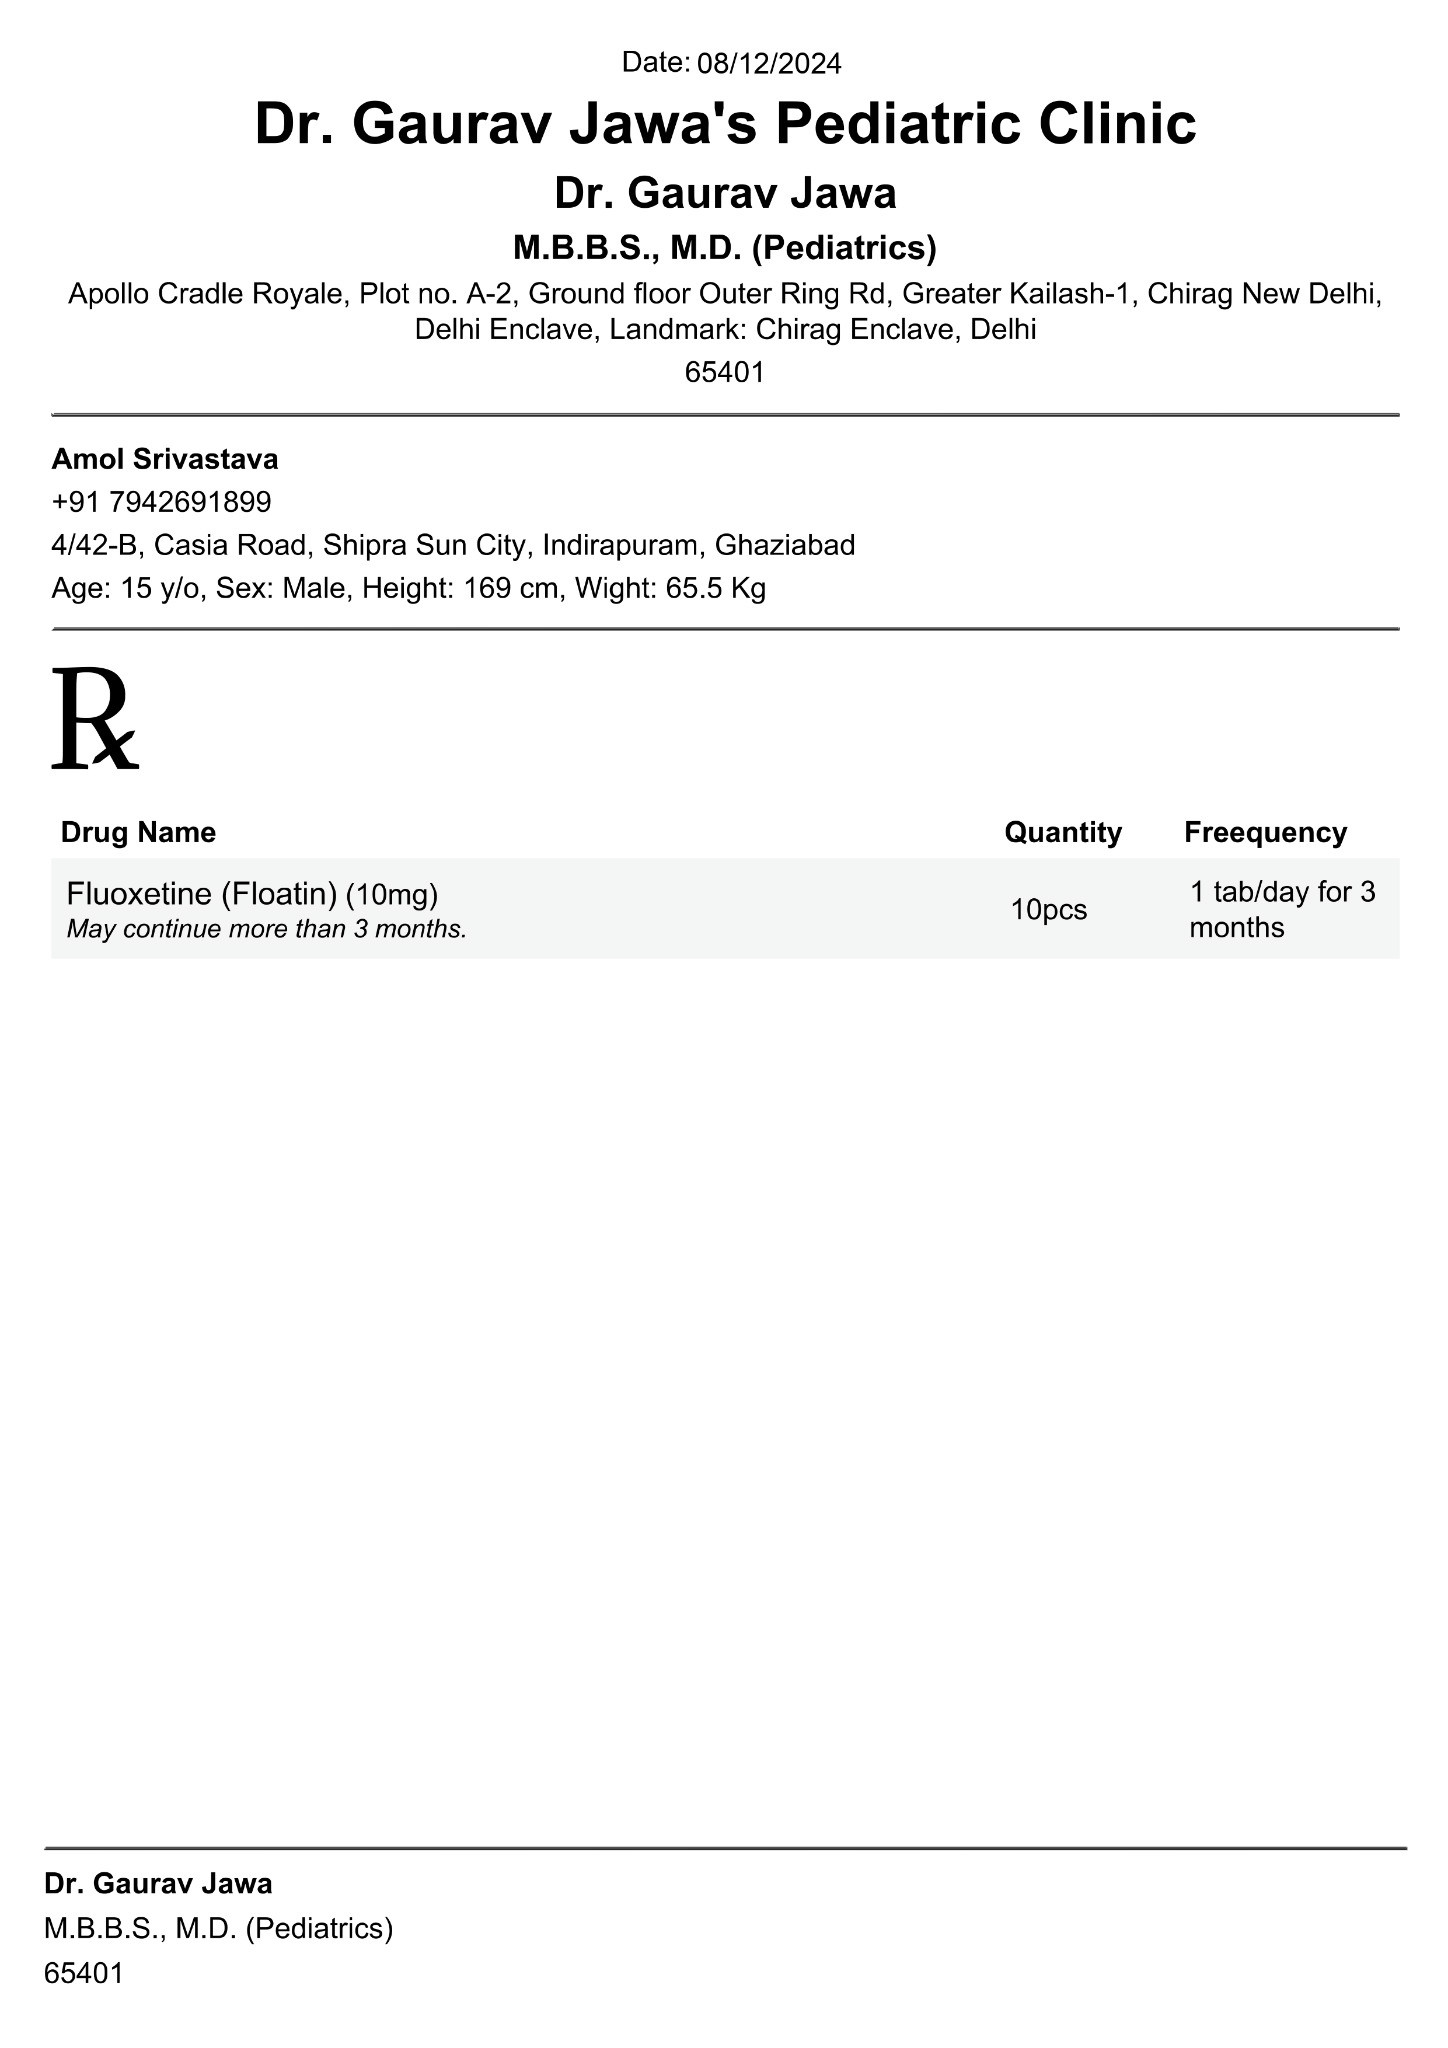 Date: 08/12/2024
Dr. Gaurav Jawa's Pediatric Clinic
Dr. Gaurav Jawa
M.B.B.S., M.D. (Pediatrics)
Apollo Cradle Royale, Plot no. A-2, Ground floor Outer Ring Rd, Greater Kailash-1, Chirag New Delhi,
Delhi Enclave, Landmark: Chirag Enclave, Delhi
65401
Amol Srivastava
+91 7942691899
4/42-B, Casia Road, Shipra Sun City, Indirapuram, Ghaziabad
Age: 15 y/o, Sex: Male, Height: 169 cm, Wight: 65.5 Kg
℞
Drug Name Quantity Freequency
Fluoxetine (Floatin) (10mg)
May continue more than 3 months.
10pcs
1 tab/day for 3
months
Dr. Gaurav Jawa
M.B.B.S., M.D. (Pediatrics)
65401